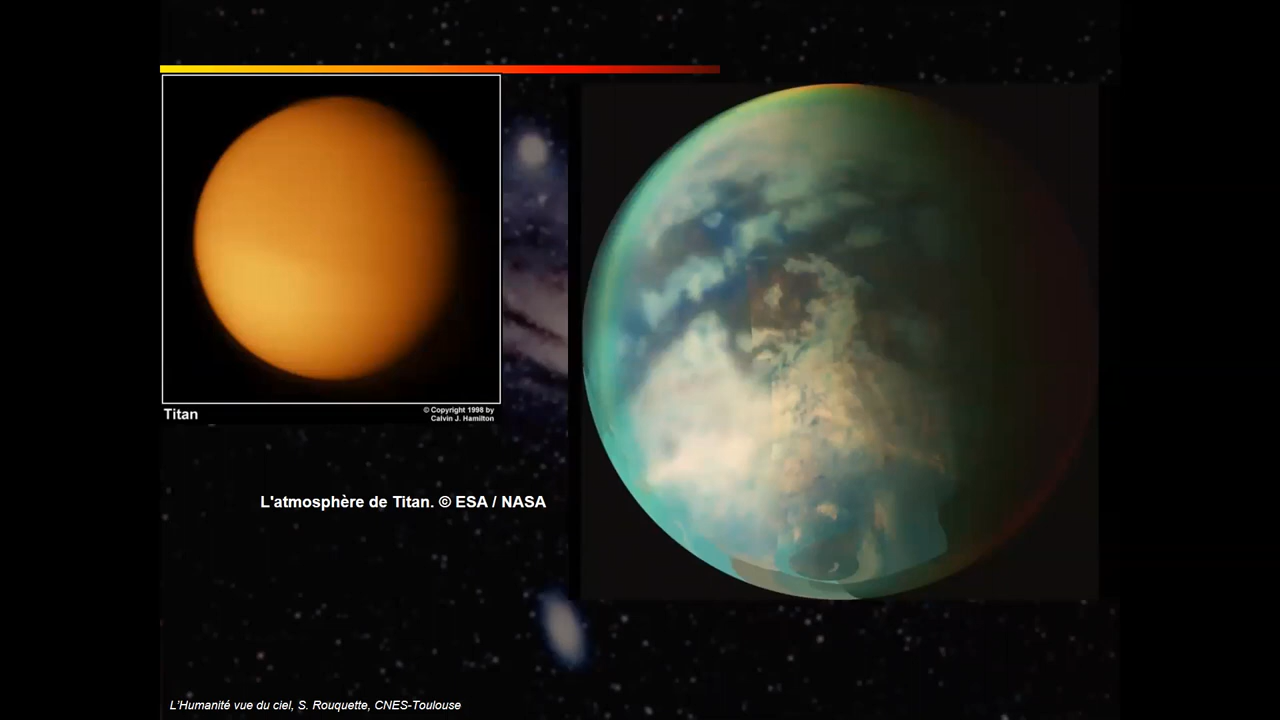 Titan
© Copyright 1998 by
Calvin J. Hamilton
L'atmosphère de Titan. © ESA / NASA
L’Humanité vue du ciel, S. Rouquette, CNES-Toulouse